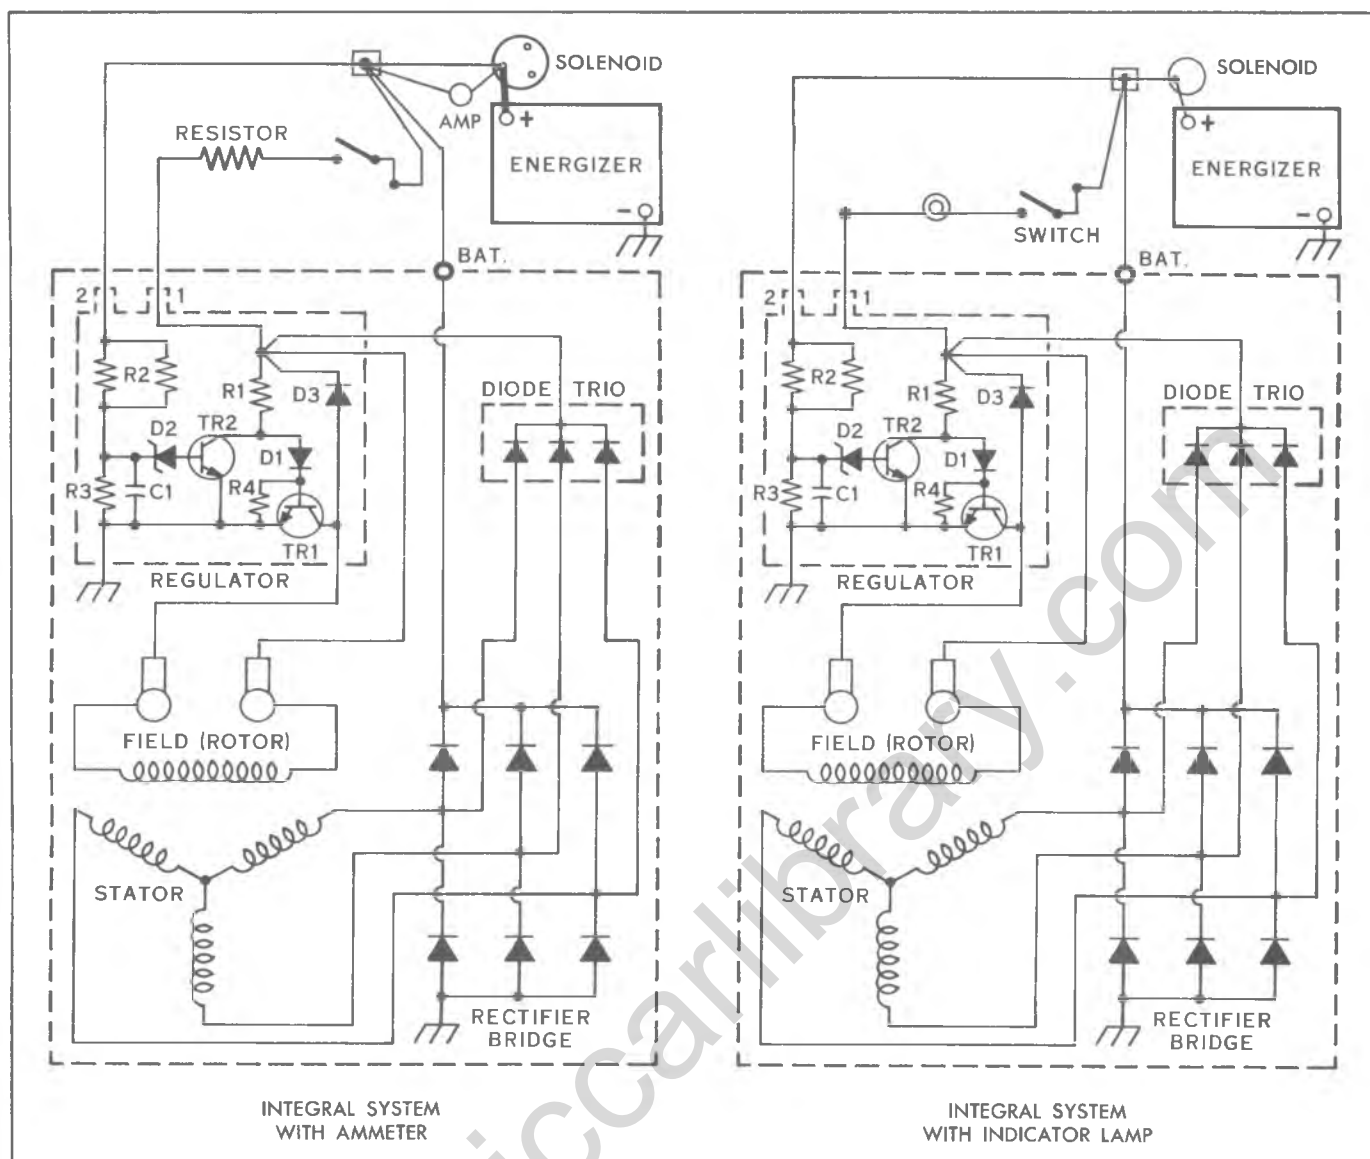 SOLENOID
AMP
+
RESISTOR
ENERGIZER
-
BAT.
2 1
R2
R1
D3
DIODE TRIO
D2
TR2
D1
R3
C1
R4
TR1
REGULATOR
FIELD (ROTOR)
STATOR
RECTIFIER
BRIDGE
INTEGRAL SYSTEM
WITH AMMETER
SOLENOID
+
ENERGIZER
-
SWITCH
BAT.
2 1
R2
R1
D3
DIODE TRIO
D2
TR2
D1
R3
C1
R4
TR1
REGULATOR
FIELD (ROTOR)
STATOR
RECTIFIER
BRIDGE
INTEGRAL SYSTEM
WITH INDICATOR LAMP
iccarlibrary.com